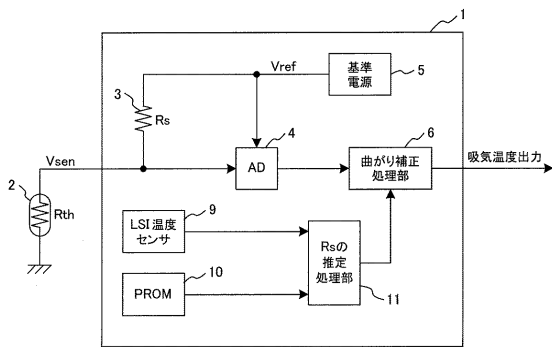 1
Vref
基準
電源
5
3
Rs
4
6
Vsen
AD
曲がり補正
処理部
吸気温度出力
2
Rth
LSI温度
センサ
9
Rsの
推定
処理部
10
PROM
11